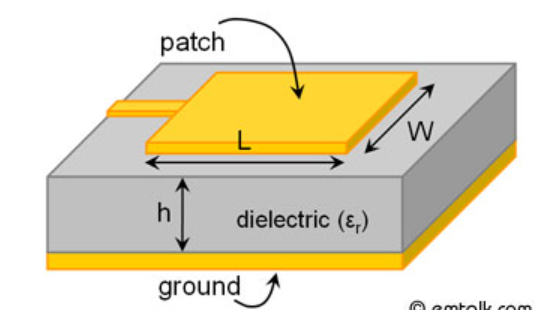 patch
L
W
h
dielectric (εr)
ground
© emtalk.com